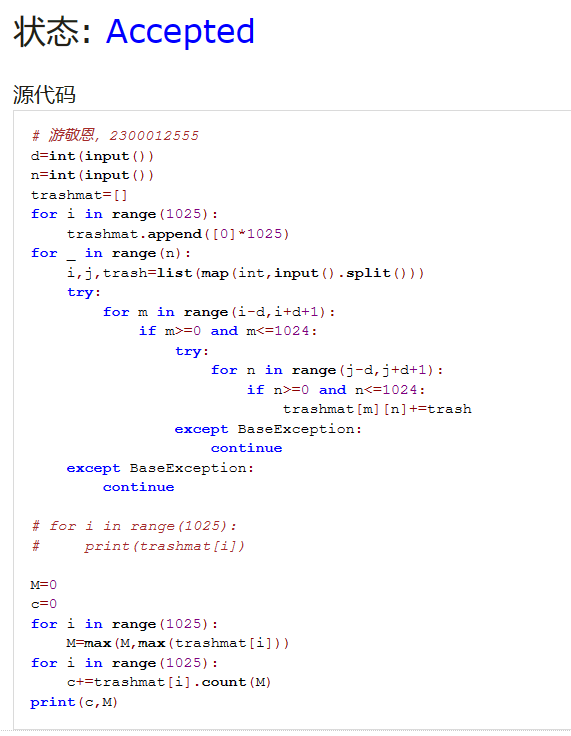 状态: Accepted
源代码
# 游敬恩, 2300012555
d=int(input())
n=int(input())
trashmat=[]
for i in range(1025):
    trashmat.append([0]*1025)
for _ in range(n):
    i,j,trash=list(map(int,input().split()))
    try:
        for m in range(i-d,i+d+1):
            if m>=0 and m<=1024:
                try:
                    for n in range(j-d,j+d+1):
                        if n>=0 and n<=1024:
                            trashmat[m][n]+=trash
                except BaseException:
                    continue
    except BaseException:
        continue
# for i in range(1025):
#     print(trashmat[i])
M=0
c=0
for i in range(1025):
    M=max(M,max(trashmat[i]))
for i in range(1025):
    c+=trashmat[i].count(M)
print(c,M)